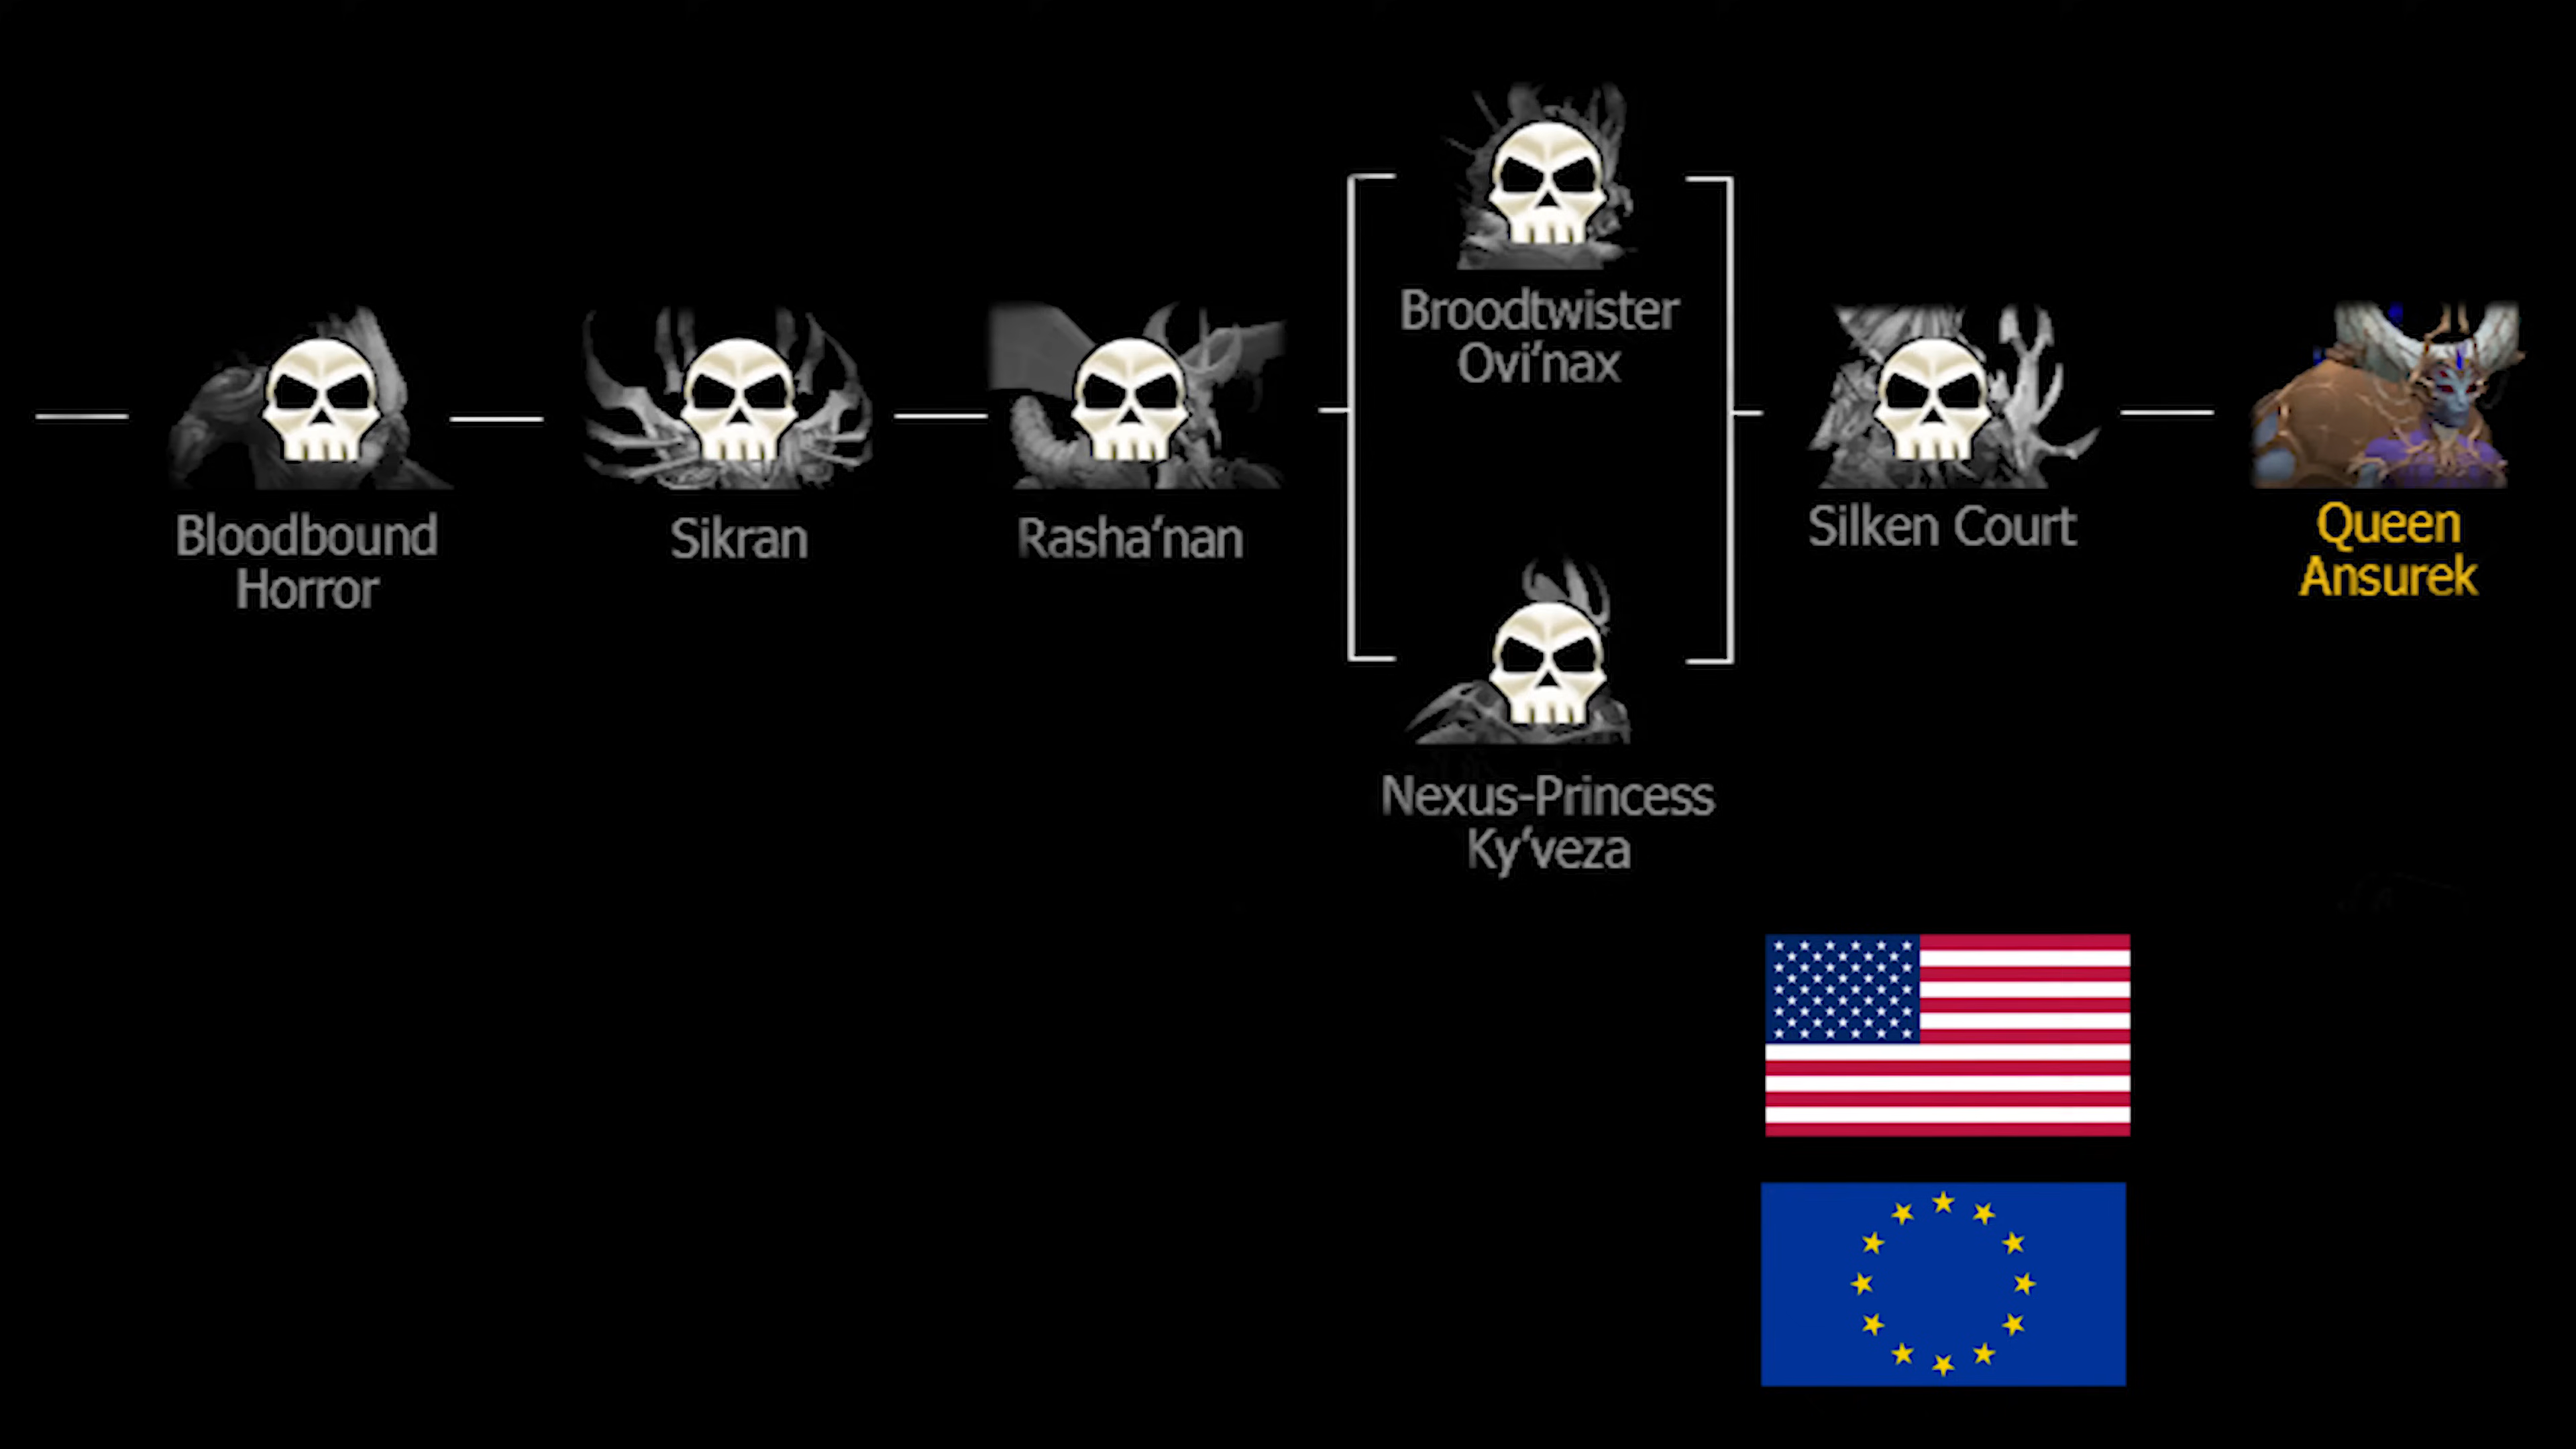 Bloodbound
Horror
Sikran
Rasha'nan
Broodtwister
Ovi'nax
Nexus-Princess
Ky'veza
Silken Court
Queen
Ansurek